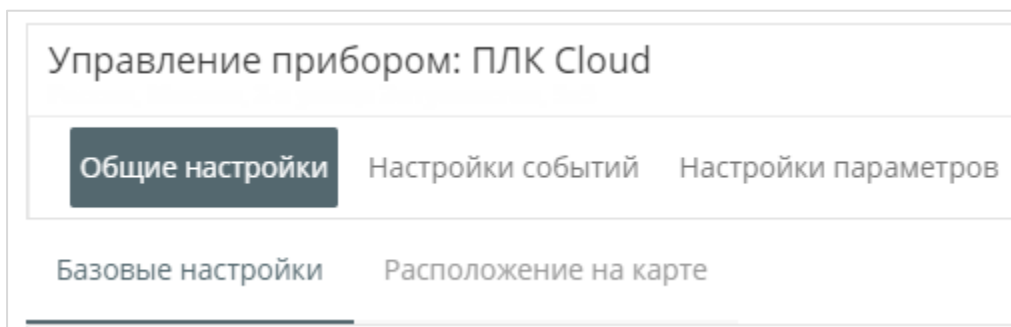 Управление прибором: ПЛК Cloud
Общие настройки Настройки событий Настройки параметров
Базовые настройки Расположение на карте